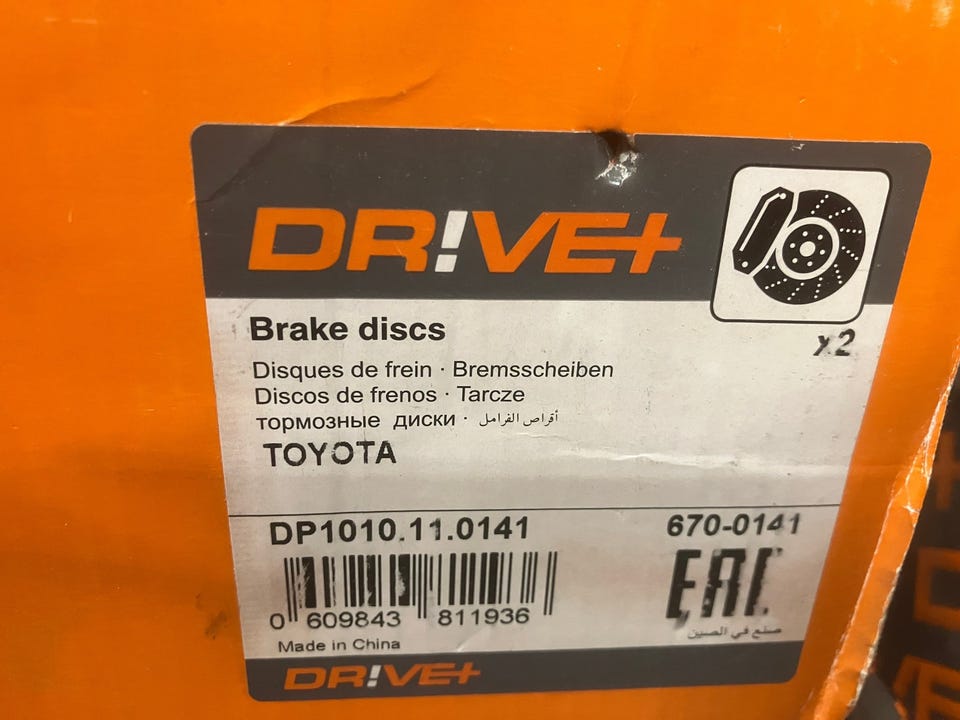 DR!VE+
x2
Brake discs
Disques de frein · Bremsscheiben
Discos de frenos · Tarcze
тормозные диски · أقراص الفرامل
TOYOTA
DP1010.11.0141 670-0141
0 609843 811936
EAC
صنع في الصين
Made in China
DR!VE+